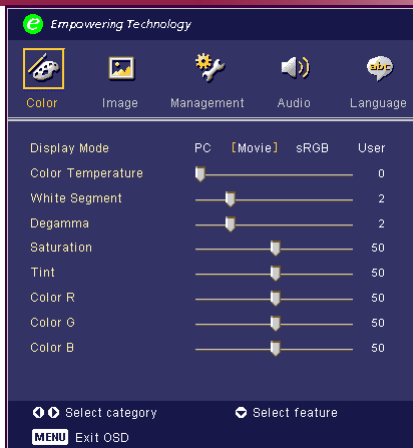 e Empowering Technology
Color Image Management Audio abc Language
Display Mode PC [Movie] sRGB User
Color Temperature 0
White Segment 2
Degamma 2
Saturation 50
Tint 50
Color R 50
Color G 50
Color B 50
Select category Select feature
MENU Exit OSD